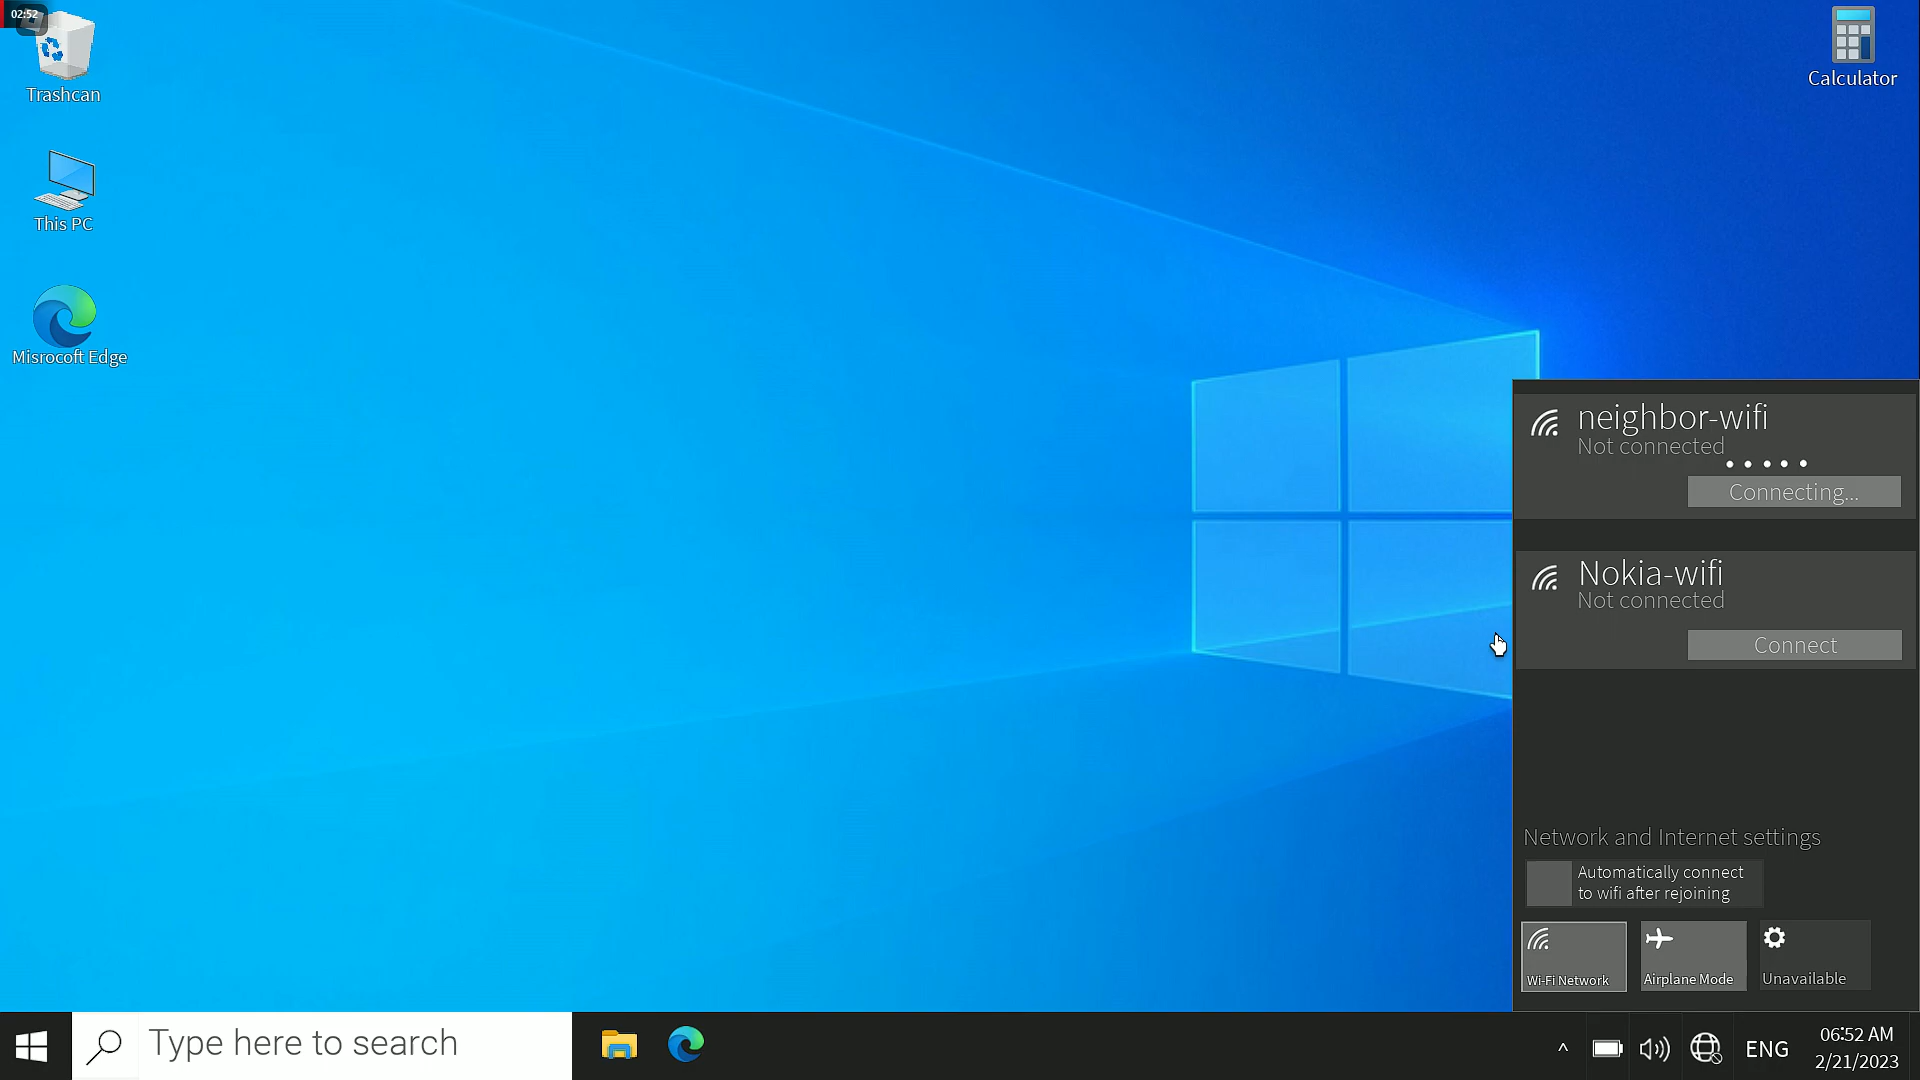 02:52
Trashcan
This PC
Misrocoft Edge
Calculator
neighbor-wifi
Not connected
Connecting...
Nokia-wifi
Not connected
Connect
Network and Internet settings
Automatically connect
to wifi after rejoining
Wi-Fi Network
Airplane Mode
Unavailable
Type here to search
ENG
06:52 AM
2/21/2023